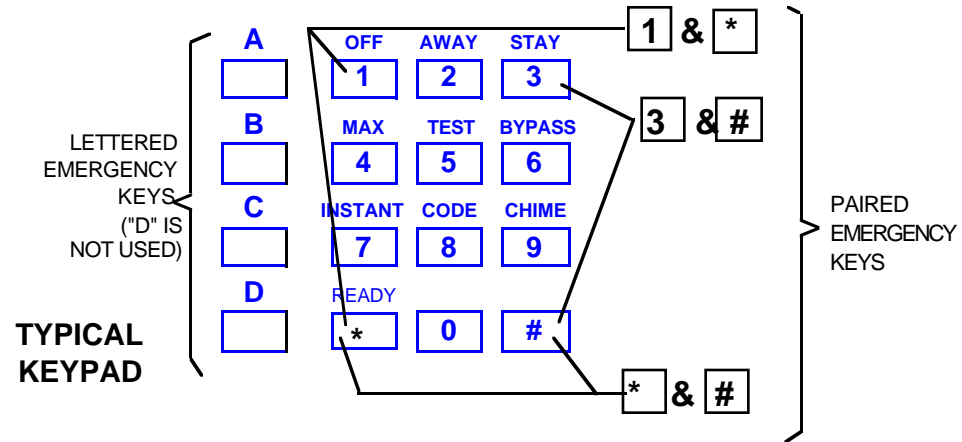 A OFF AWAY STAY
1 2 3
1 & *
B MAX TEST BYPASS
4 5 6
3 & #
LETTERED
EMERGENCY
KEYS
("D" IS
NOT USED)
C INSTANT CODE CHIME
7 8 9
PAIRED
EMERGENCY
KEYS
D READY
* 0 #
TYPICAL
KEYPAD
* & #